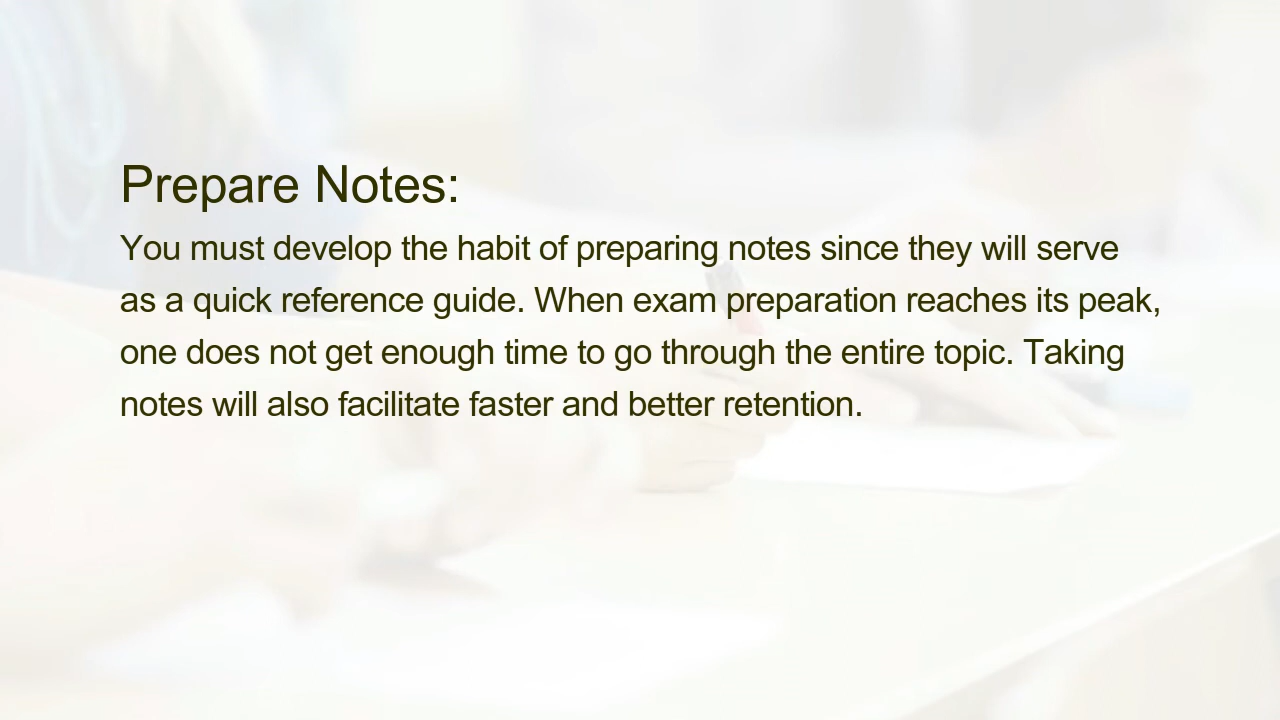 Prepare Notes:
You must develop the habit of preparing notes since they will serve
as a quick reference guide. When exam preparation reaches its peak,
one does not get enough time to go through the entire topic. Taking
notes will also facilitate faster and better retention.